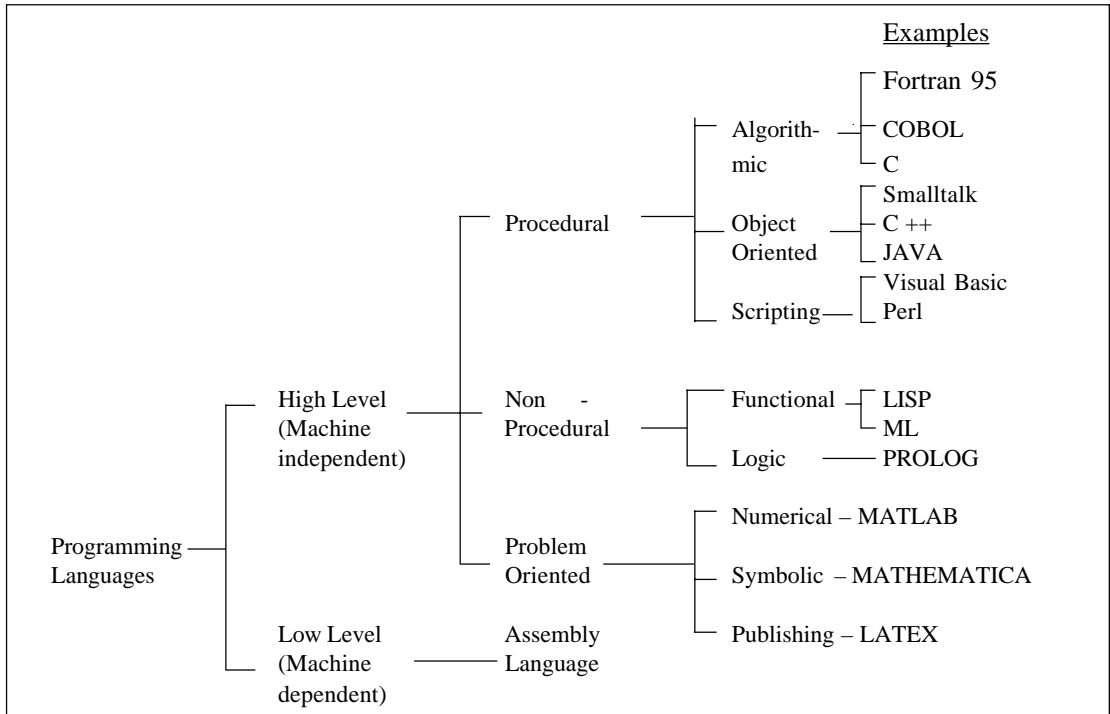 Examples
Fortran 95
Algorith-
mic
COBOL
C
Procedural
Object
Oriented
Smalltalk
C ++
JAVA
Scripting
Visual Basic
Perl
High Level
(Machine
independent)
Non -
Procedural
Functional
LISP
ML
Logic
PROLOG
Programming
Languages
Problem
Oriented
Numerical – MATLAB
Symbolic – MATHEMATICA
Publishing – LATEX
Low Level
(Machine
dependent)
Assembly
Language